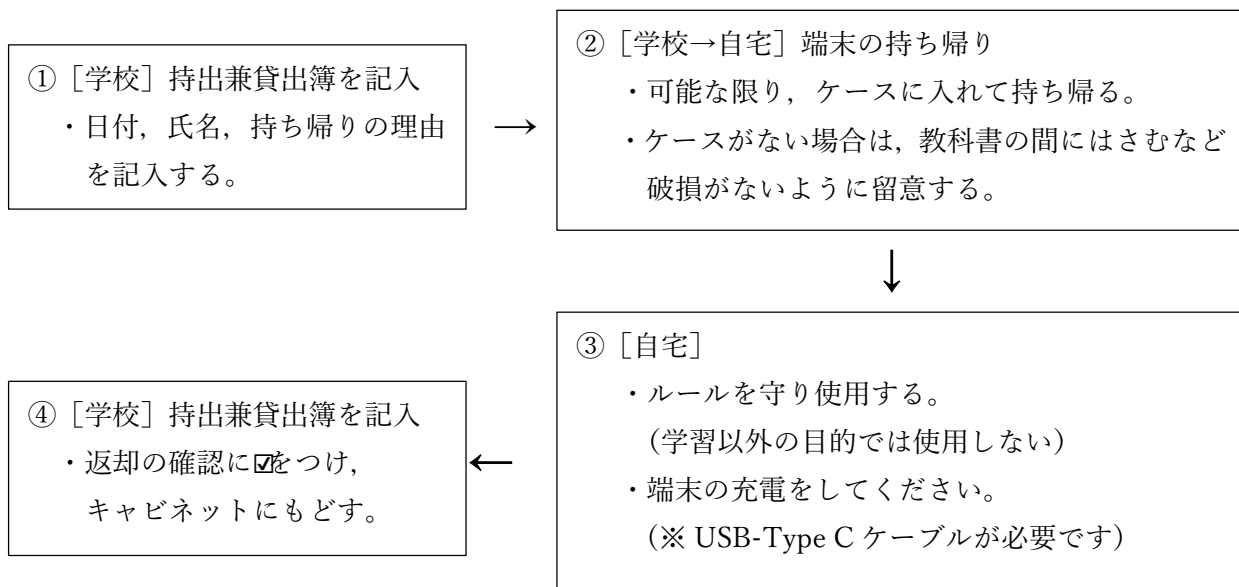 ①［学校］持出兼貸出簿を記入
・日付，氏名，持ち帰りの理由
を記入する。
→
②［学校→自宅］端末の持ち帰り
・可能な限り，ケースに入れて持ち帰る。
・ケースがない場合は，教科書の間にはさむなど
破損がないように留意する。
↓
③［自宅］
・ルールを守り使用する。
（学習以外の目的では使用しない）
・端末の充電をしてください。
（※ USB-Type C ケーブルが必要です）
←
④［学校］持出兼貸出簿を記入
・返却の確認に☑をつけ，
キャビネットにもどす。